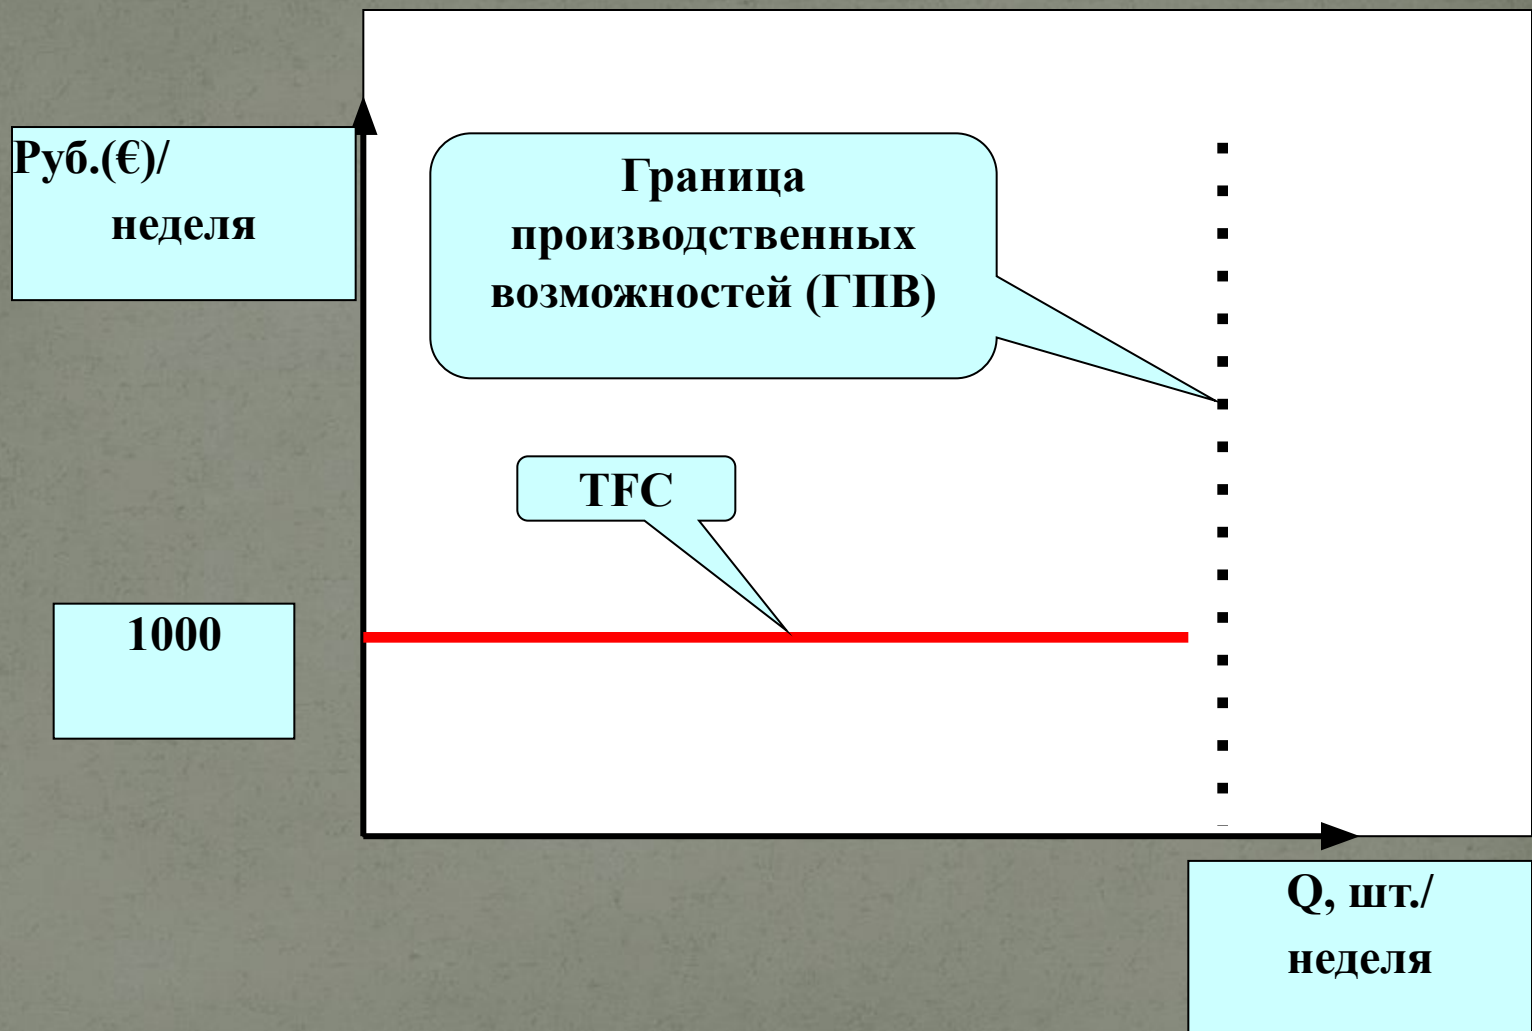 Руб.(€)/
неделя
Граница
производственных
возможностей (ГПВ)
TFC
1000
Q, шт./
неделя